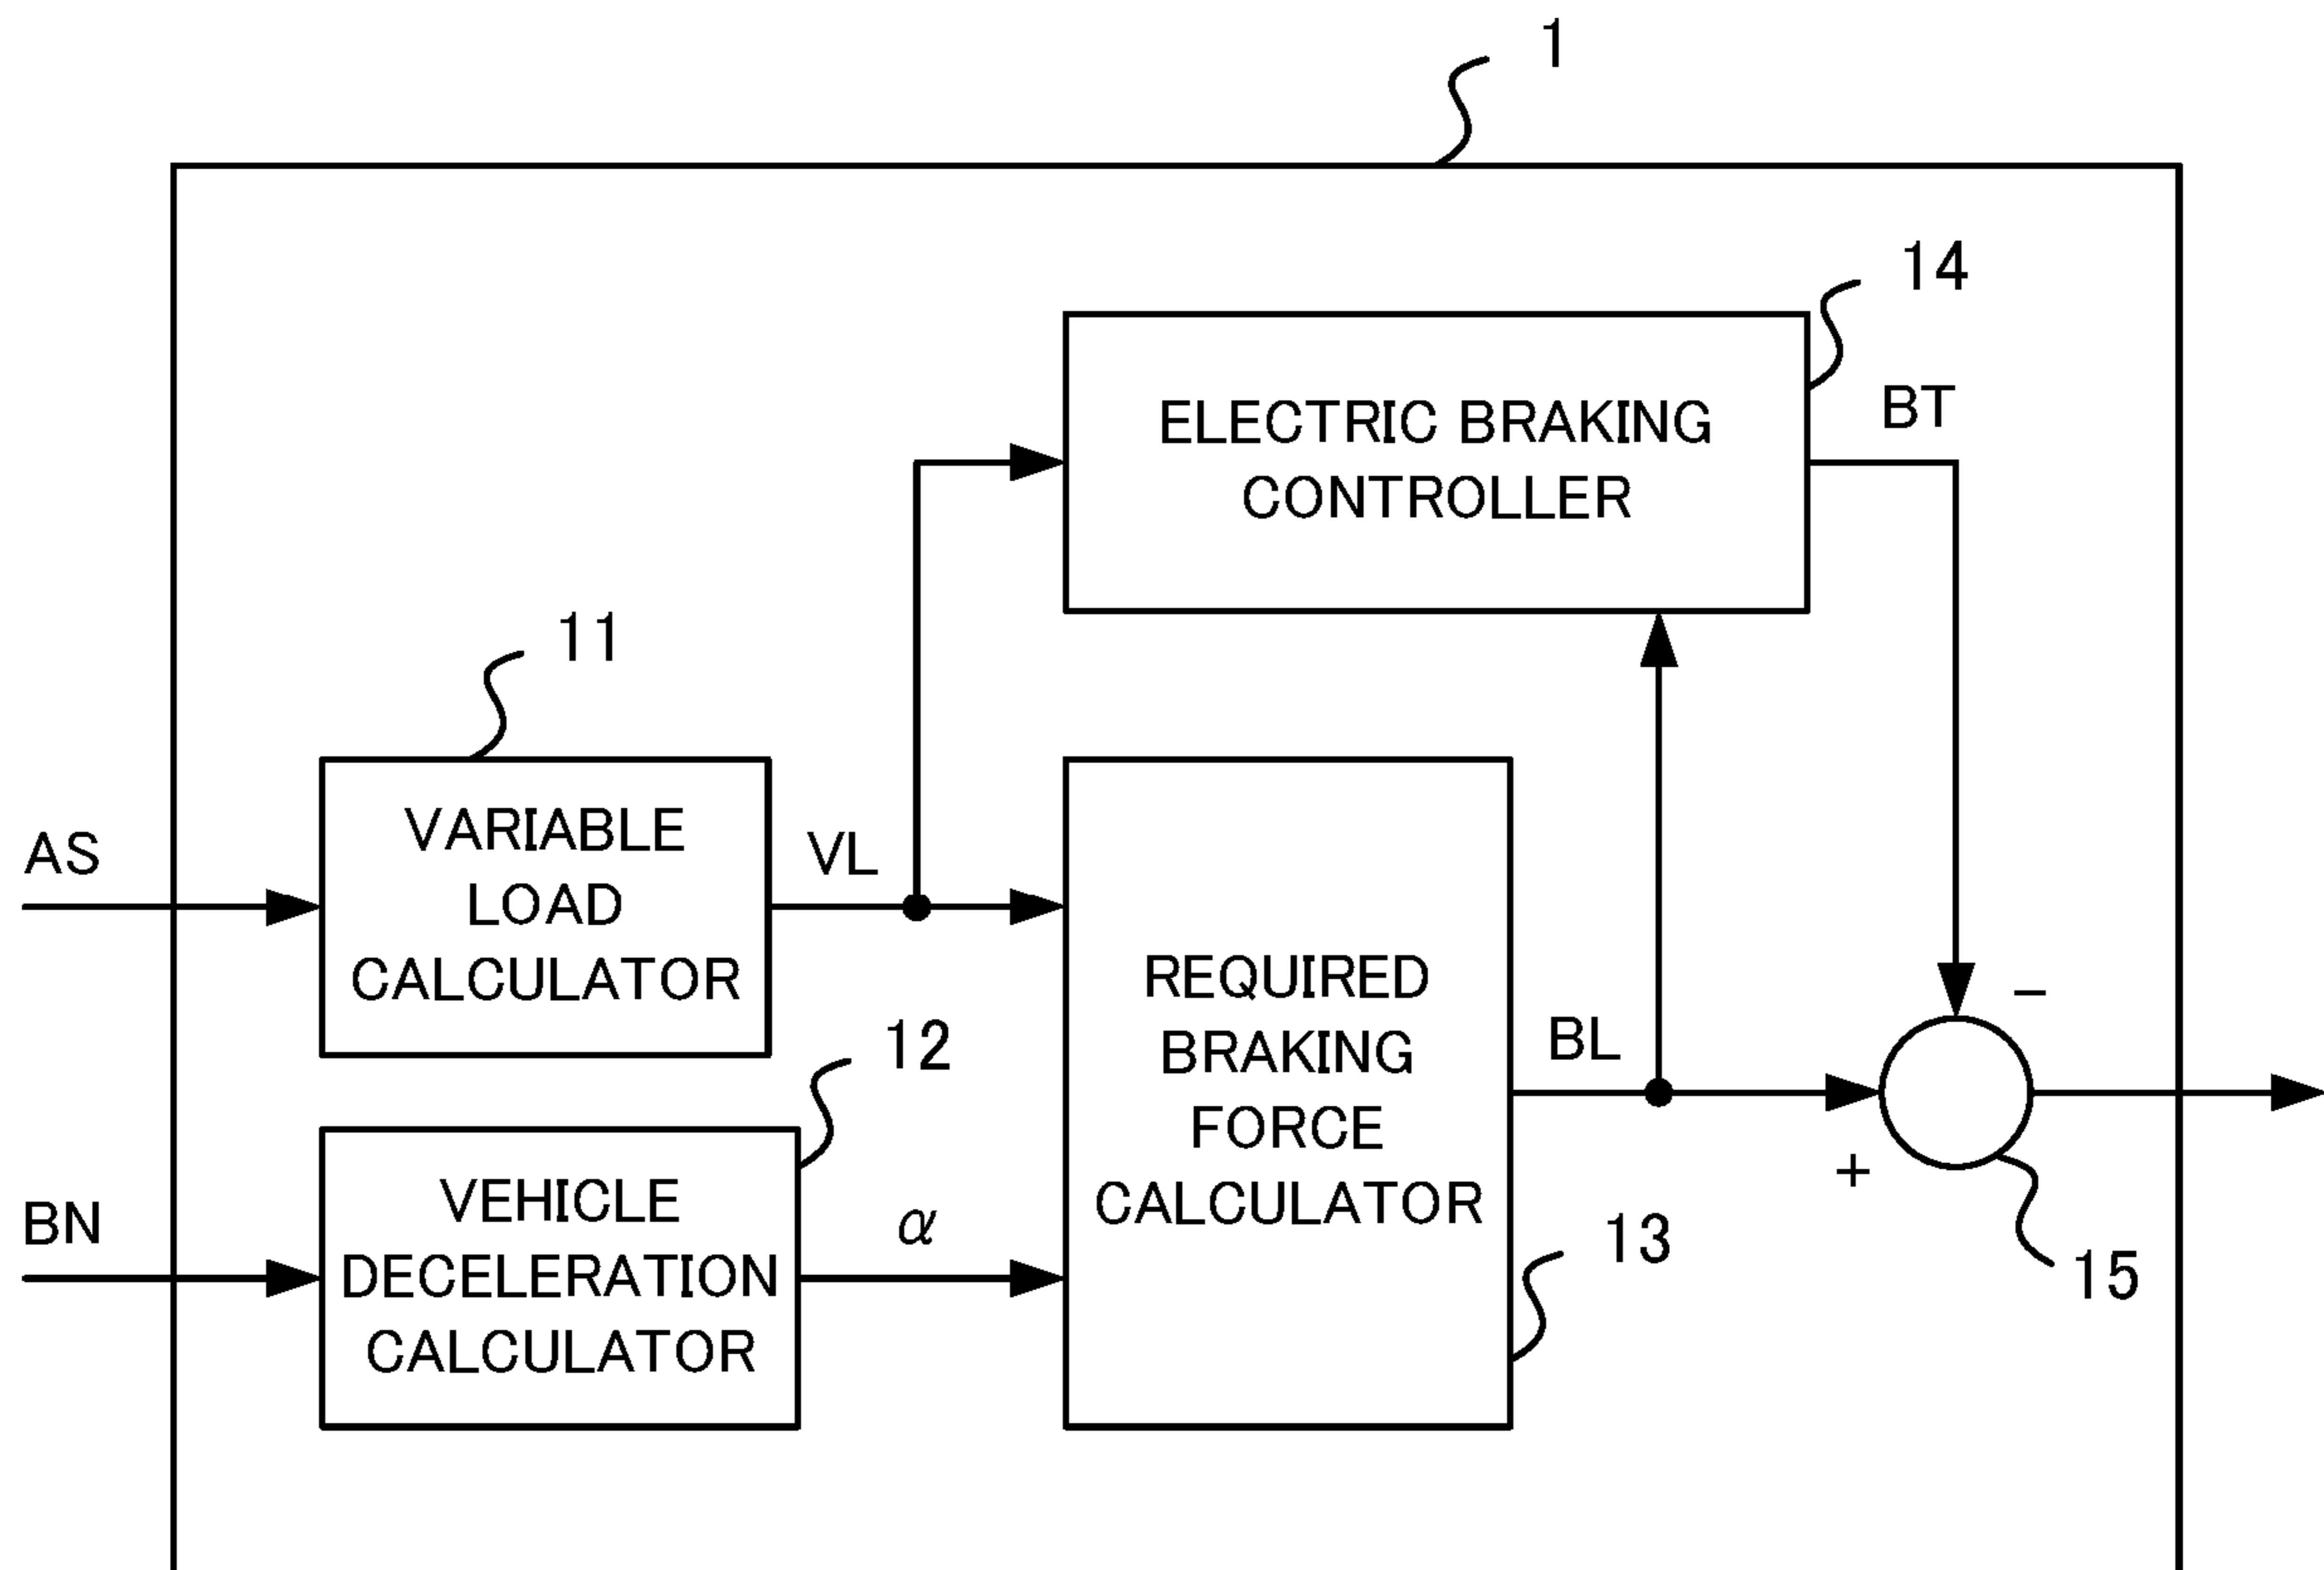 1
14
ELECTRIC BRAKING
CONTROLLER
BT
11
VARIABLE
LOAD
CALCULATOR
AS
VL
12
VEHICLE
DECELERATION
CALCULATOR
BN
α
REQUIRED
BRAKING
FORCE
CALCULATOR
BL
13
−
+
15